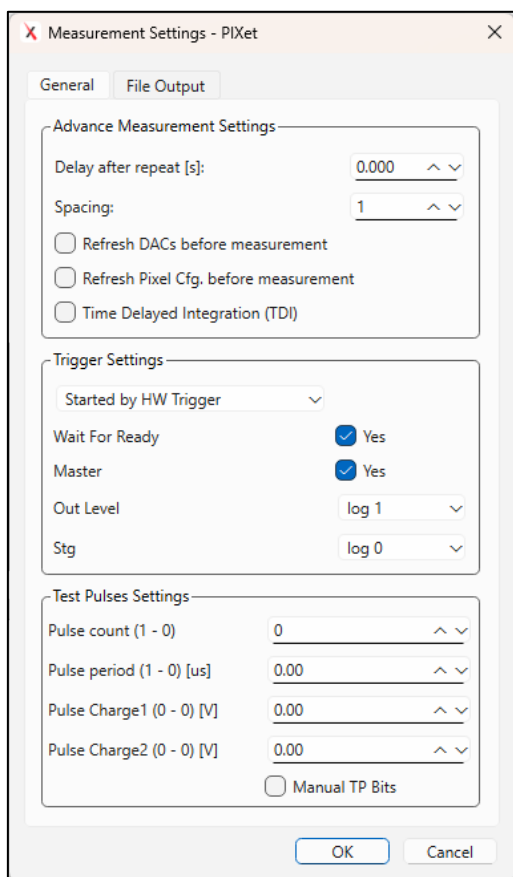 Measurement Settings - PIXet
General File Output
Advance Measurement Settings
Delay after repeat [s]: 0.000
Spacing: 1
Refresh DACs before measurement
Refresh Pixel Cfg. before measurement
Time Delayed Integration (TDI)
Trigger Settings
Started by HW Trigger
Wait For Ready Yes
Master Yes
Out Level log 1
Stg log 0
Test Pulses Settings
Pulse count (1 - 0) 0
Pulse period (1 - 0) [us] 0.00
Pulse Charge1 (0 - 0) [V] 0.00
Pulse Charge2 (0 - 0) [V] 0.00
Manual TP Bits
OK Cancel